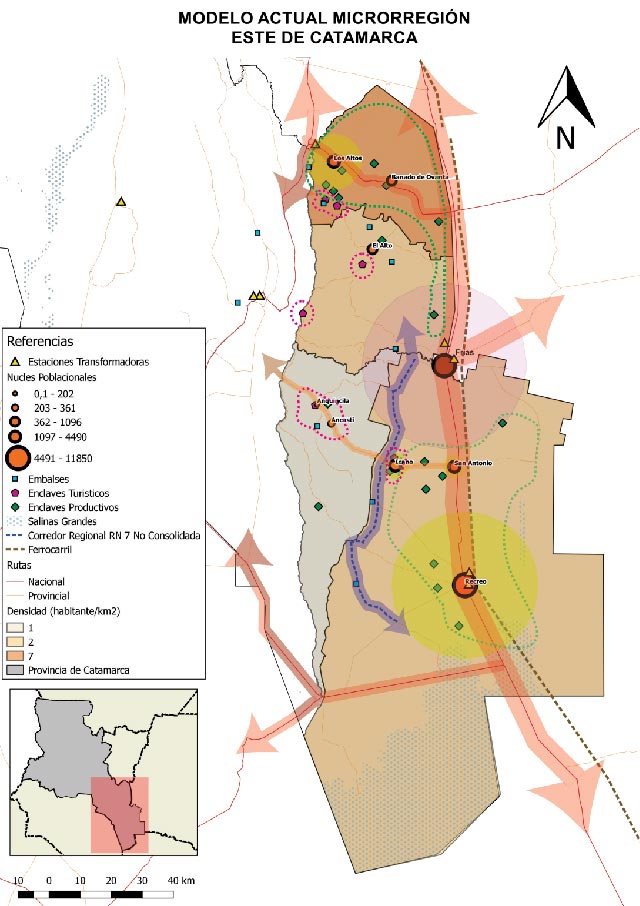 MODELO ACTUAL MICRORREGIÓN
ESTE DE CATAMARCA
N
Los Altos
Bañado de Ovanta
El Alto
Frias
Anquincila
Ancasti
Icaño
San Antonio
Recreo
Referencias
Estaciones Transformadoras
Nucles Poblacionales
0,1 - 202
203 - 361
362 - 1096
1097 - 4490
4491 - 11850
Embalses
Enclaves Turisticos
Enclaves Productivos
Salinas Grandes
Corredor Regional RN 7 No Consolidada
Ferrocarril
Rutas
Nacional
Provincial
Densidad (habitante/km2)
1
2
7
Provincia de Catamarca
10 0 10 20 30 40 km